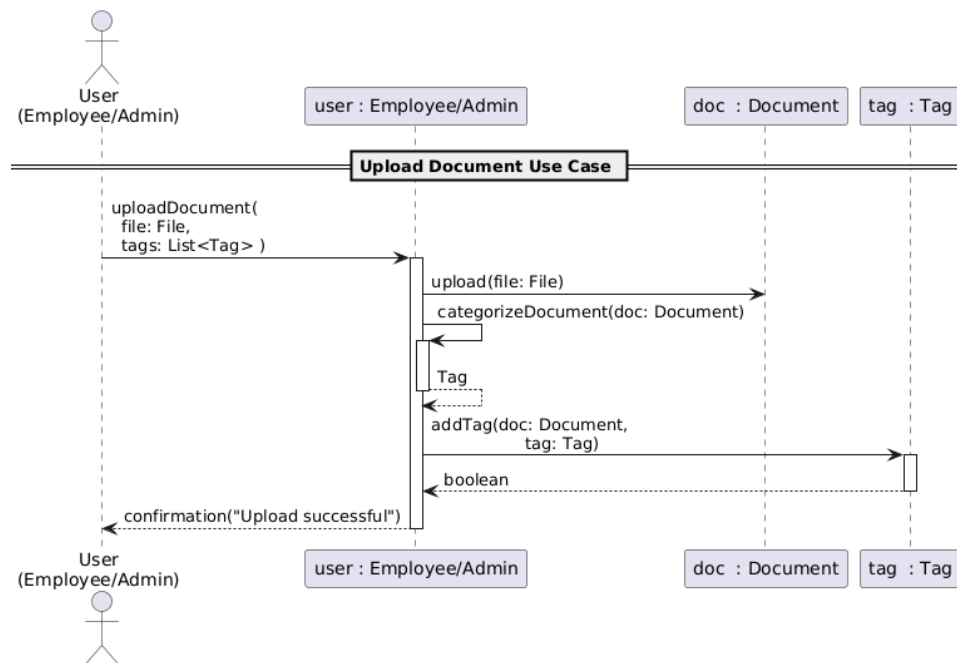 User
(Employee/Admin)
user : Employee/Admin
doc  : Document
tag  : Tag
Upload Document Use Case
uploadDocument(
file: File,
tags: List<Tag> )
upload(file: File)
categorizeDocument(doc: Document)
Tag
addTag(doc: Document,
tag: Tag)
boolean
confirmation("Upload successful")
User
(Employee/Admin)
user : Employee/Admin
doc  : Document
tag  : Tag